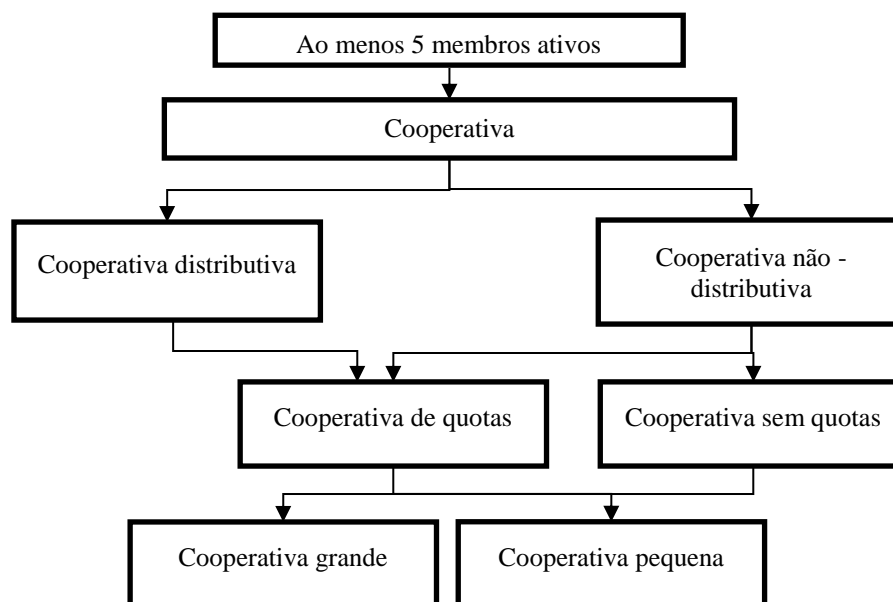 Ao menos 5 membros ativos
Cooperativa
Cooperativa distributiva
Cooperativa não -
distributiva
Cooperativa de quotas
Cooperativa sem quotas
Cooperativa grande
Cooperativa pequena